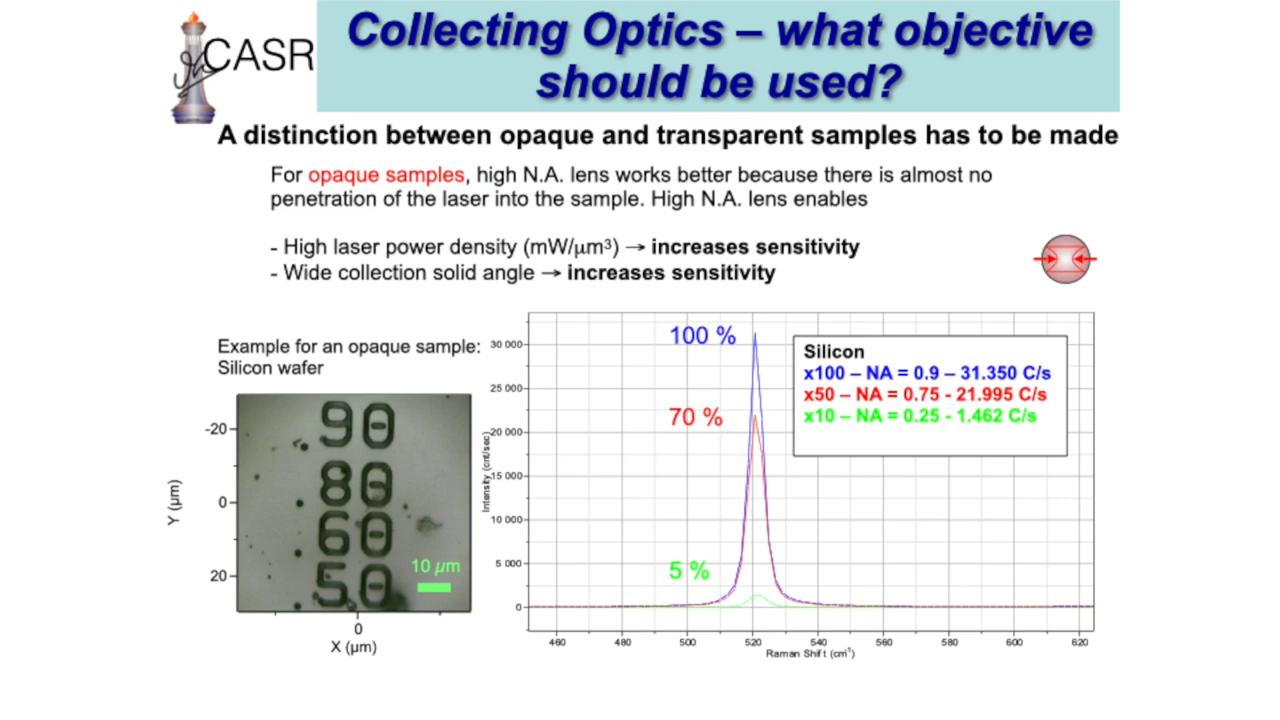 CASR
Collecting Optics – what objective
should be used?
A distinction between opaque and transparent samples has to be made
For opaque samples, high N.A. lens works better because there is almost no
penetration of the laser into the sample. High N.A. lens enables
- High laser power density (mW/μm³) → increases sensitivity
- Wide collection solid angle → increases sensitivity
Example for an opaque sample:
Silicon wafer
90
80
60
50
10 μm
-20
0
20
Y (μm)
0
X (μm)
100 %
70 %
5 %
Silicon
x100 – NA = 0.9 – 31.350 C/s
x50 – NA = 0.75 - 21.995 C/s
x10 – NA = 0.25 - 1.462 C/s
30 000
25 000
20 000
15 000
10 000
5 000
0
Intensity (cnt/sec)
460 480 500 520 540 560 580 600 620
Raman Shift (cm⁻¹)